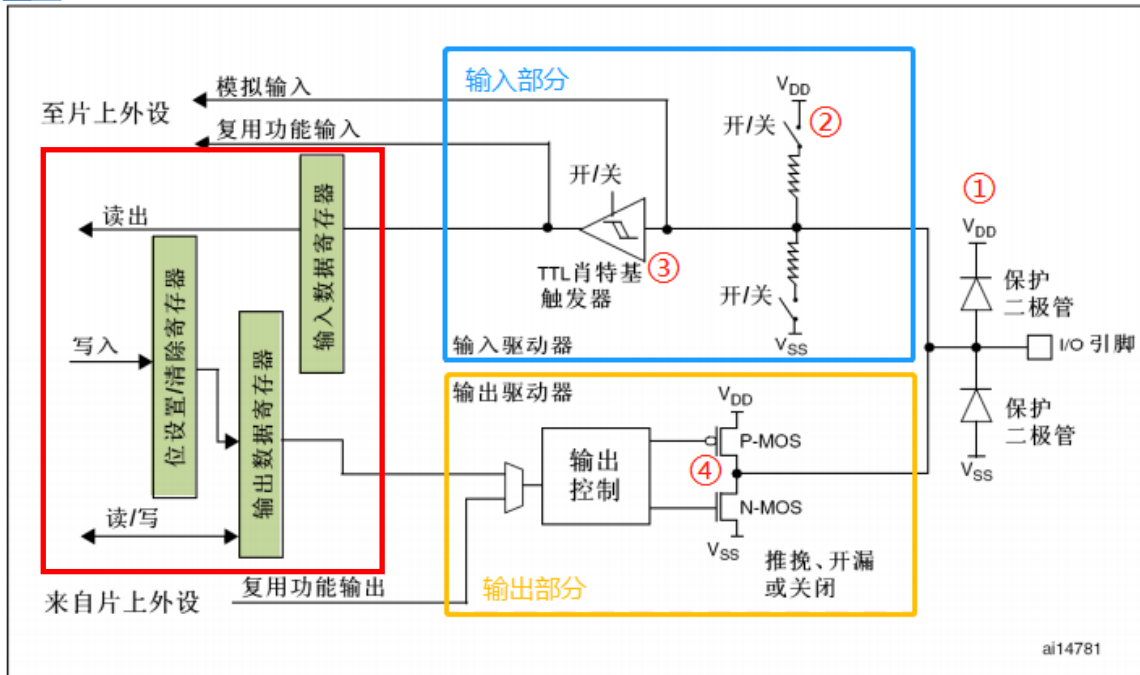 输入部分
模拟输入
至片上外设
复用功能输入
V_DD
开/关
②
开/关
①
V_DD
读出
输入数据寄存器
TTL肖特基
触发器
③
保护
二极管
位设置/清除寄存器
开/关
写入
输入驱动器
V_SS
I/O 引脚
输出数据寄存器
输出驱动器
V_DD
P-MOS
保护
二极管
输出
控制
④
N-MOS
V_SS
读/写
V_SS
推挽、开漏
或关闭
复用功能输出
输出部分
来自片上外设
ai14781